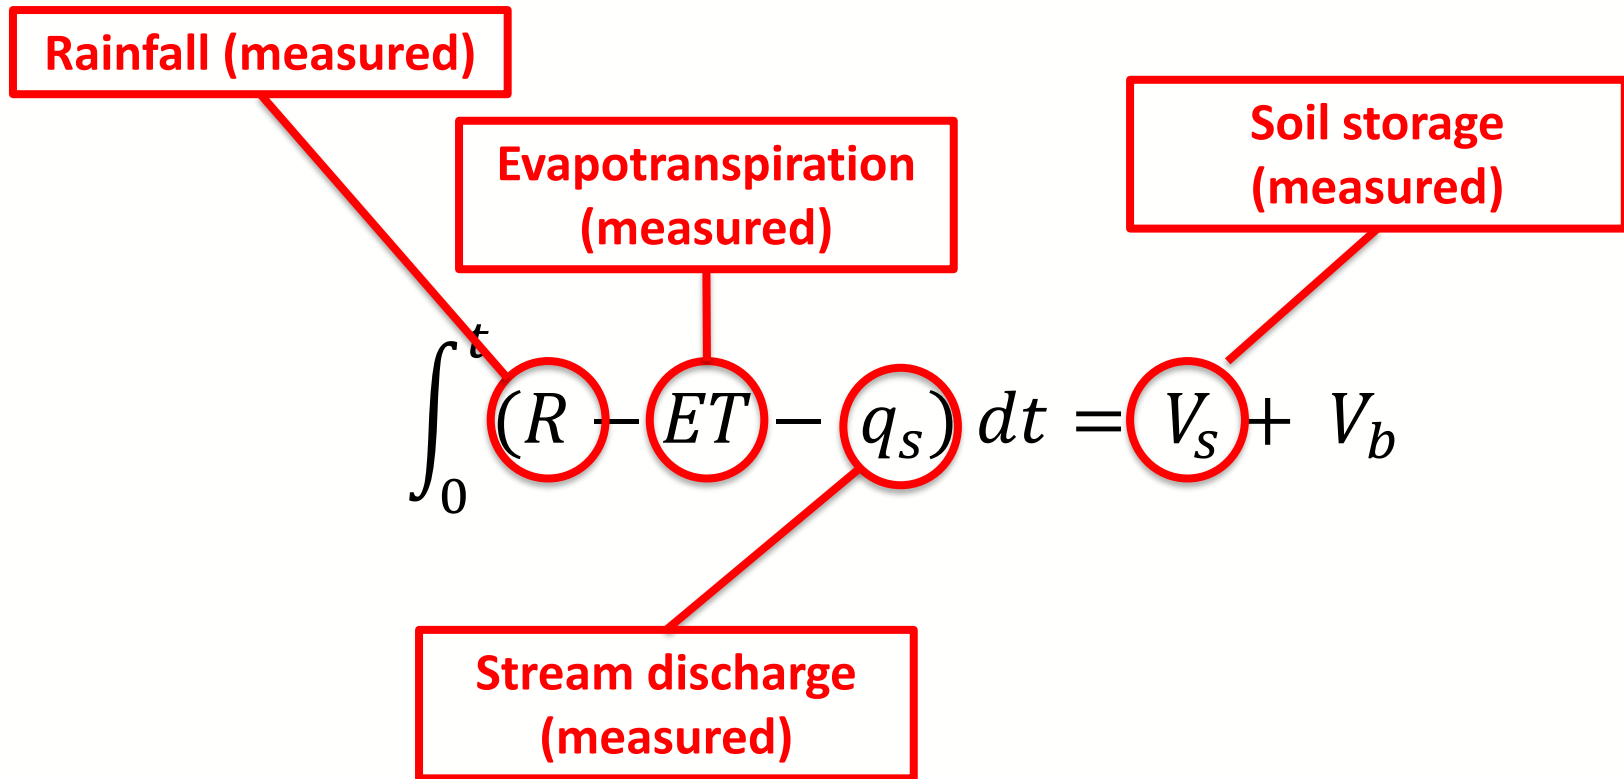 Rainfall (measured)
Evapotranspiration
(measured)
Soil storage
(measured)
∫₀ᵗ (R − ET − qₛ) dt = Vₛ + V_b
Stream discharge
(measured)